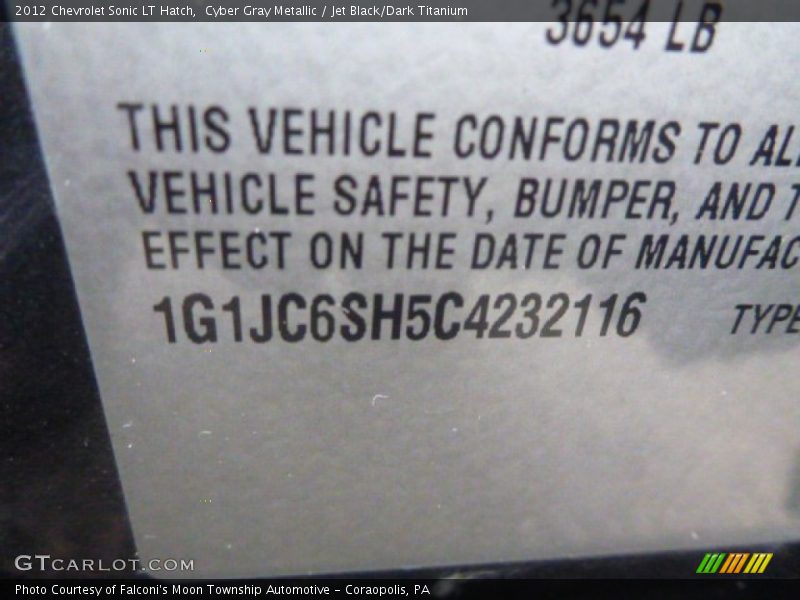 2012 Chevrolet Sonic LT Hatch,  Cyber Gray Metallic / Jet Black/Dark Titanium
3654 LB
THIS VEHICLE CONFORMS TO ALL
VEHICLE SAFETY, BUMPER, AND T
EFFECT ON THE DATE OF MANUFAC
1G1JC6SH5C4232116 TYPE
GTCARLOT.COM
Photo Courtesy of Falconi's Moon Township Automotive - Coraopolis, PA